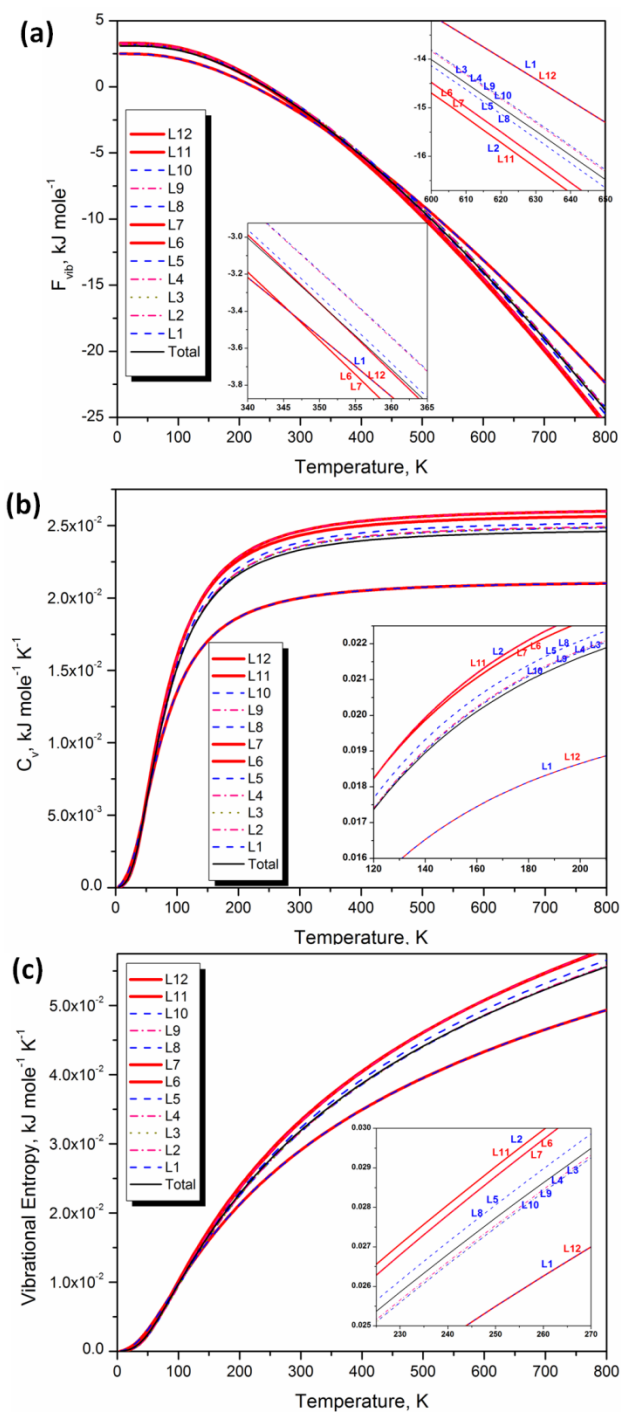 (a)
5
0
-5
-10
-15
-20
-25
F_vib, kJ mole⁻¹
L12
L11
L10
L9
L8
L7
L6
L5
L4
L3
L2
L1
Total
-14
-15
-16
600 610 620 630 640 650
L1
L12
L3
L4
L9
L10
L6
L7
L5
L8
L2
L11
-3.0
-3.2
-3.4
-3.6
-3.8
340 345 350 355 360 365
L1
L6
L12
L7
0 100 200 300 400 500 600 700 800
Temperature, K
(b)
2.5x10⁻²
2.0x10⁻²
1.5x10⁻²
1.0x10⁻²
5.0x10⁻³
0.0
C_v, kJ mole⁻¹ K⁻¹
L12
L11
L10
L9
L8
L7
L6
L5
L4
L3
L2
L1
Total
0.022
0.021
0.020
0.019
0.018
0.017
0.016
120 140 160 180 200
L2
L11
L8
L6
L7
L5
L3
L4
L9
L10
L12
L1
0 100 200 300 400 500 600 700 800
Temperature, K
(c)
5.0x10⁻²
4.0x10⁻²
3.0x10⁻²
2.0x10⁻²
1.0x10⁻²
0.0
Vibrational Entropy, kJ mole⁻¹ K⁻¹
L12
L11
L10
L9
L8
L7
L6
L5
L4
L3
L2
L1
Total
0.030
0.029
0.028
0.027
0.026
0.025
230 240 250 260 270
L2
L11
L6
L7
L3
L4
L5
L9
L8
L10
L12
L1
0 100 200 300 400 500 600 700 800
Temperature, K